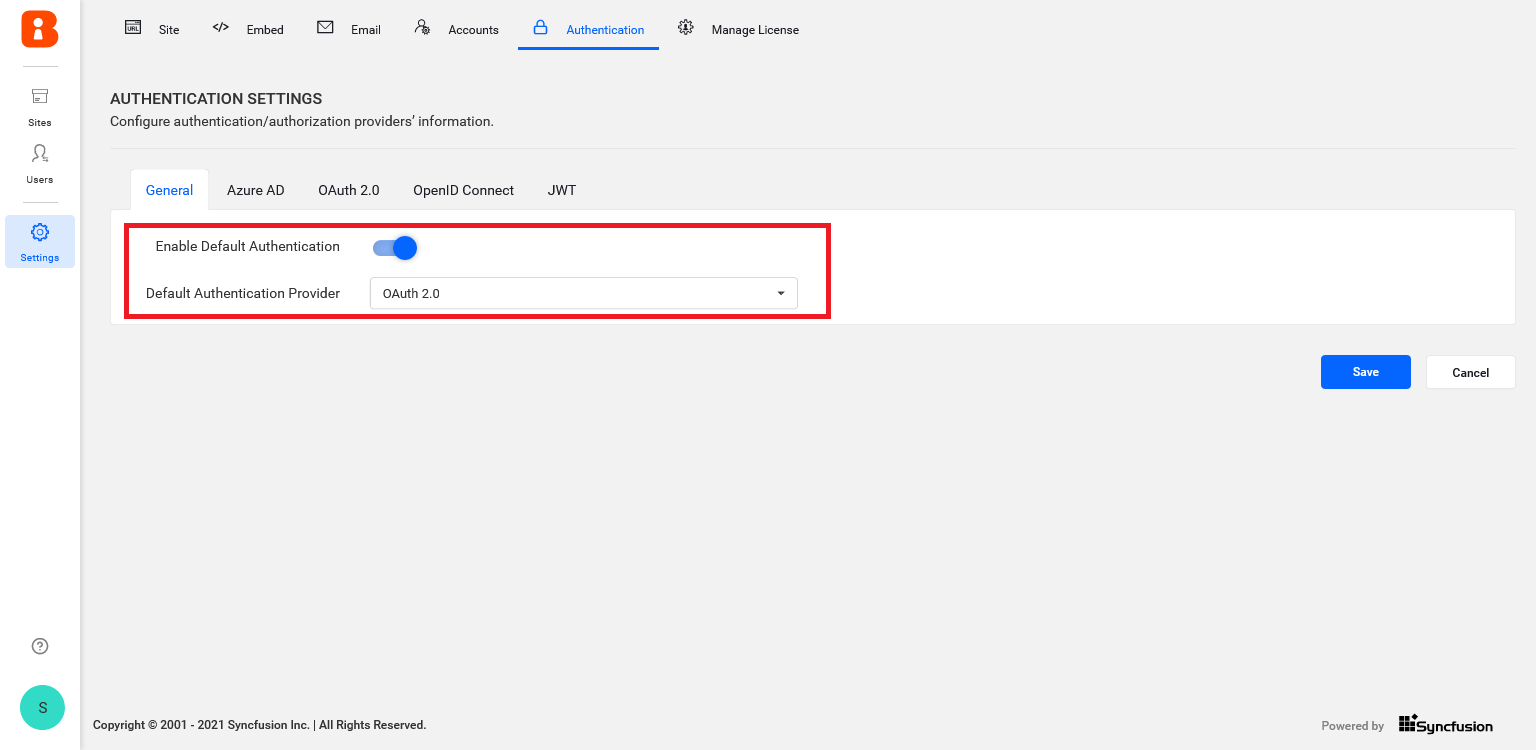 URL Site </> Embed Email Accounts Authentication Manage License
Sites
Users
Settings
AUTHENTICATION SETTINGS
Configure authentication/authorization providers’ information.
General Azure AD OAuth 2.0 OpenID Connect JWT
Enable Default Authentication
Default Authentication Provider OAuth 2.0
Save Cancel
?
S
Copyright © 2001 - 2021 Syncfusion Inc. | All Rights Reserved.
Powered by Syncfusion